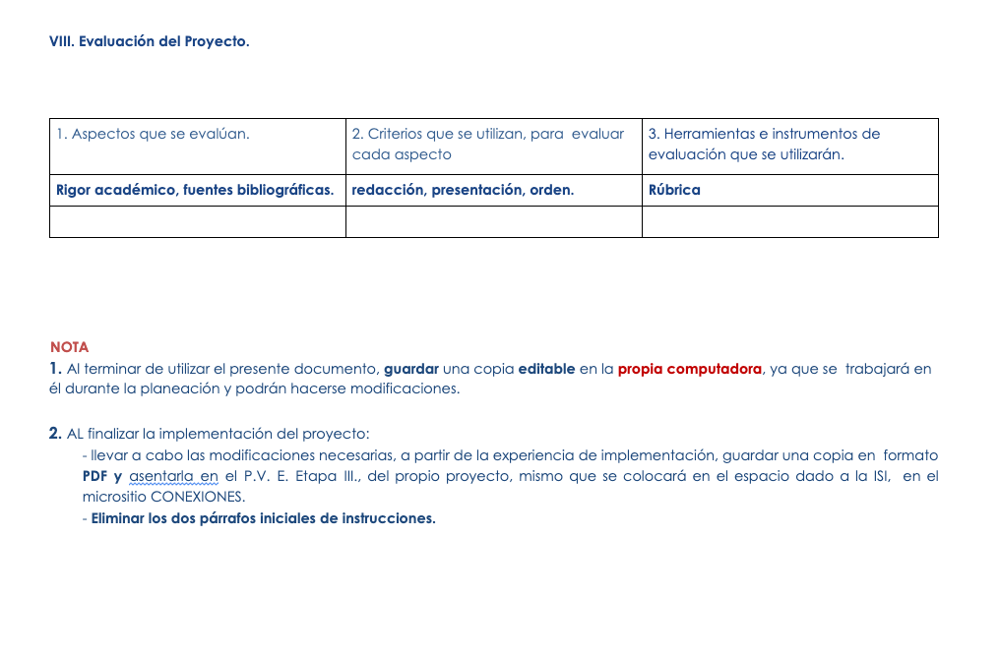 VIII. Evaluación del Proyecto.
1. Aspectos que se evalúan.
2. Criterios que se utilizan, para  evaluar
cada aspecto
3. Herramientas e instrumentos de
evaluación que se utilizarán.
Rigor académico, fuentes bibliográficas.
redacción, presentación, orden.
Rúbrica
NOTA
1. Al terminar de utilizar el presente documento, guardar una copia editable en la propia computadora, ya que se  trabajará en
él durante la planeación y podrán hacerse modificaciones.
2. AL finalizar la implementación del proyecto:
- llevar a cabo las modificaciones necesarias, a partir de la experiencia de implementación, guardar una copia en  formato
PDF y asentarla en el P.V. E. Etapa III., del propio proyecto, mismo que se colocará en el espacio dado a la ISI,  en el
micrositio CONEXIONES.
- Eliminar los dos párrafos iniciales de instrucciones.